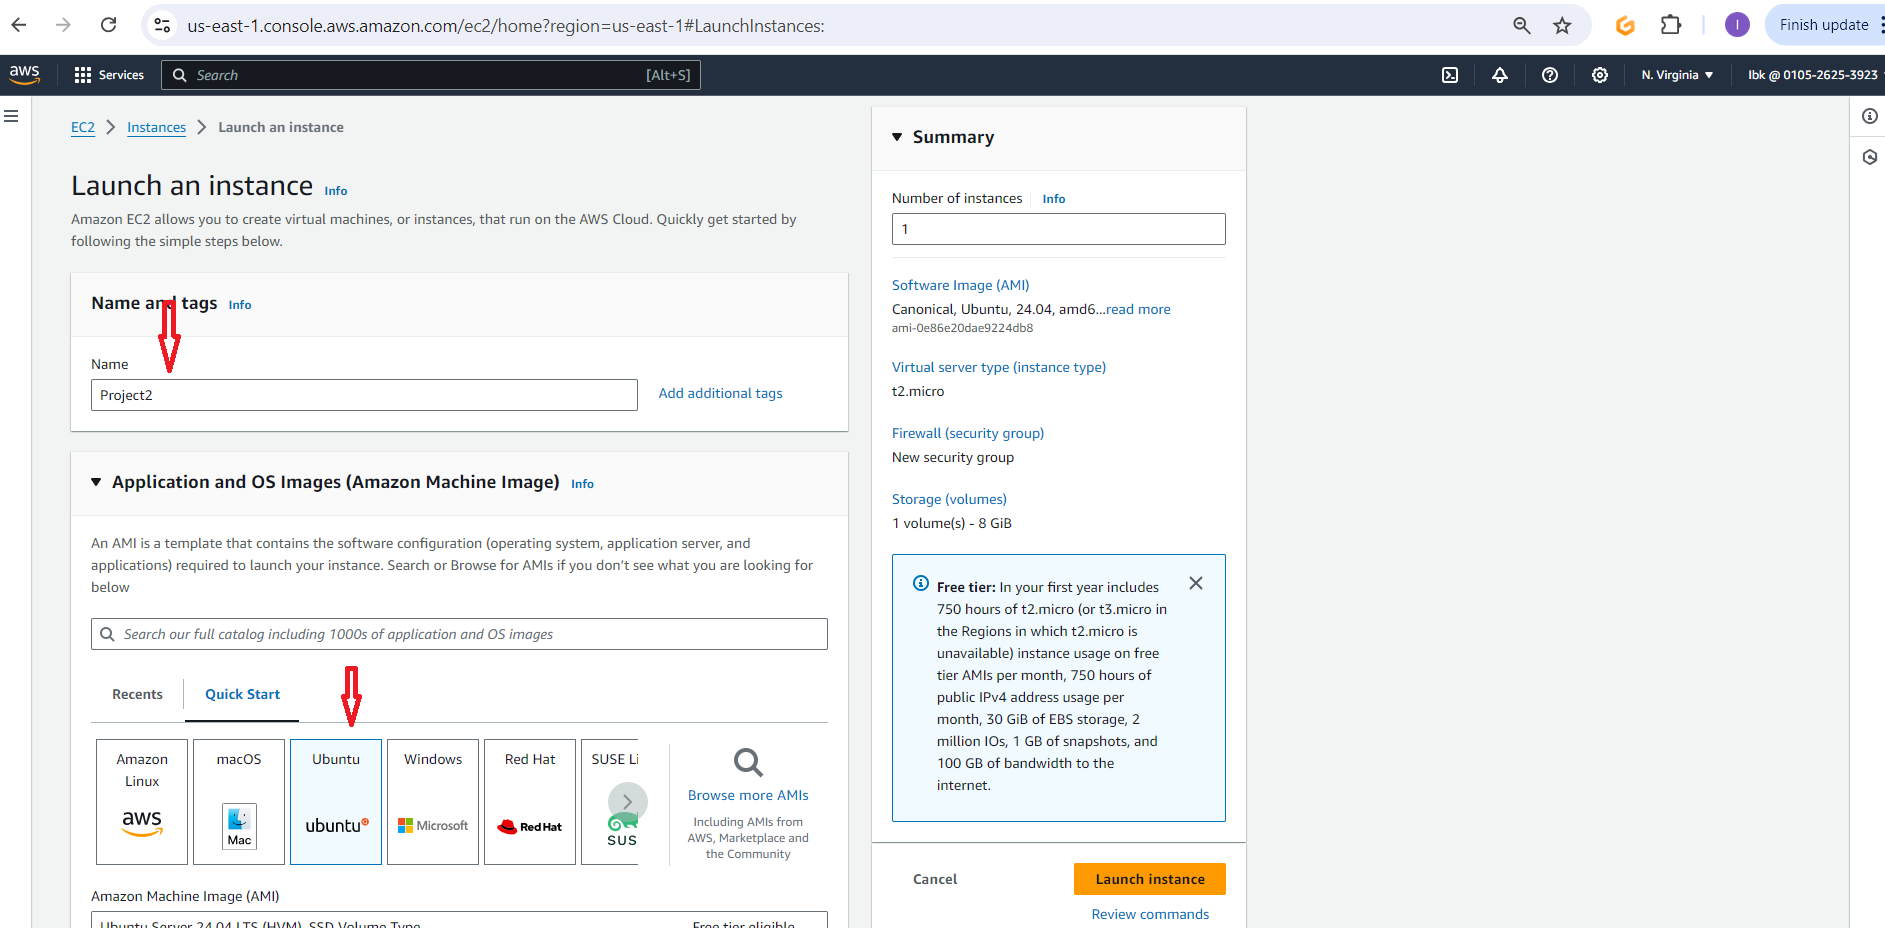 us-east-1.console.aws.amazon.com/ec2/home?region=us-east-1#LaunchInstances:
I
Finish update
aws
Services
Search
[Alt+S]
N. Virginia
Ibk @ 0105-2625-3923
EC2
Instances
Launch an instance
Launch an instance Info
Amazon EC2 allows you to create virtual machines, or instances, that run on the AWS Cloud. Quickly get started by
following the simple steps below.
Name and tags Info
Name
Project2
Add additional tags
Application and OS Images (Amazon Machine Image) Info
An AMI is a template that contains the software configuration (operating system, application server, and
applications) required to launch your instance. Search or Browse for AMIs if you don't see what you are looking for
below
Search our full catalog including 1000s of application and OS images
Recents
Quick Start
Amazon
Linux
aws
macOS
Mac
Ubuntu
ubuntu
Windows
Microsoft
Red Hat
Red Hat
SUSE Li
SUS
Browse more AMIs
Including AMIs from
AWS, Marketplace and
the Community
Amazon Machine Image (AMI)
Ubuntu Server 24.04 LTS (HVM), SSD Volume Type
Free tier eligible
Summary
Number of instances Info
1
Software Image (AMI)
Canonical, Ubuntu, 24.04, amd6...read more
ami-0e86e20dae9224db8
Virtual server type (instance type)
t2.micro
Firewall (security group)
New security group
Storage (volumes)
1 volume(s) - 8 GiB
Free tier: In your first year includes
750 hours of t2.micro (or t3.micro in
the Regions in which t2.micro is
unavailable) instance usage on free
tier AMIs per month, 750 hours of
public IPv4 address usage per
month, 30 GiB of EBS storage, 2
million IOs, 1 GB of snapshots, and
100 GB of bandwidth to the
internet.
Cancel
Launch instance
Review commands